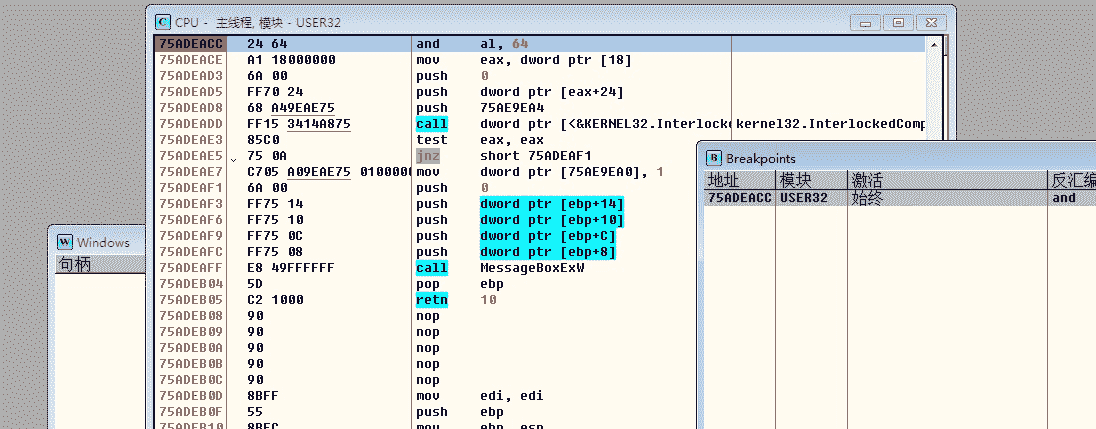 CPU - 主线程, 模块 - USER32
75ADEACC 24 64 and al, 64
75ADEACE A1 18000000 mov eax, dword ptr [18]
75ADEAD3 6A 00 push 0
75ADEAD5 FF70 24 push dword ptr [eax+24]
75ADEAD8 68 A49EAE75 push 75AE9EA4
75ADEADD FF15 3414A875 call dword ptr [<&KERNEL32.Interlocke kernel32.InterlockedComp
75ADEAE3 85C0 test eax, eax
75ADEAE5 75 0A jnz short 75ADEAF1
75ADEAE7 C705 A09EAE75 0100000 mov dword ptr [75AE9EA0], 1
75ADEAF1 6A 00 push 0
75ADEAF3 FF75 14 push dword ptr [ebp+14]
75ADEAF6 FF75 10 push dword ptr [ebp+10]
75ADEAF9 FF75 0C push dword ptr [ebp+C]
75ADEAFC FF75 08 push dword ptr [ebp+8]
75ADEAFF E8 49FFFFFF call MessageBoxExW
75ADEB04 5D pop ebp
75ADEB05 C2 1000 retn 10
75ADEB08 90 nop
75ADEB09 90 nop
75ADEB0A 90 nop
75ADEB0B 90 nop
75ADEB0C 90 nop
75ADEB0D 8BFF mov edi, edi
75ADEB0F 55 push ebp
75ADEB10 8BEC mov ebp, esp
Breakpoints
地址 模块 激活 反汇编
75ADEACC USER32 始终 and
Windows
句柄